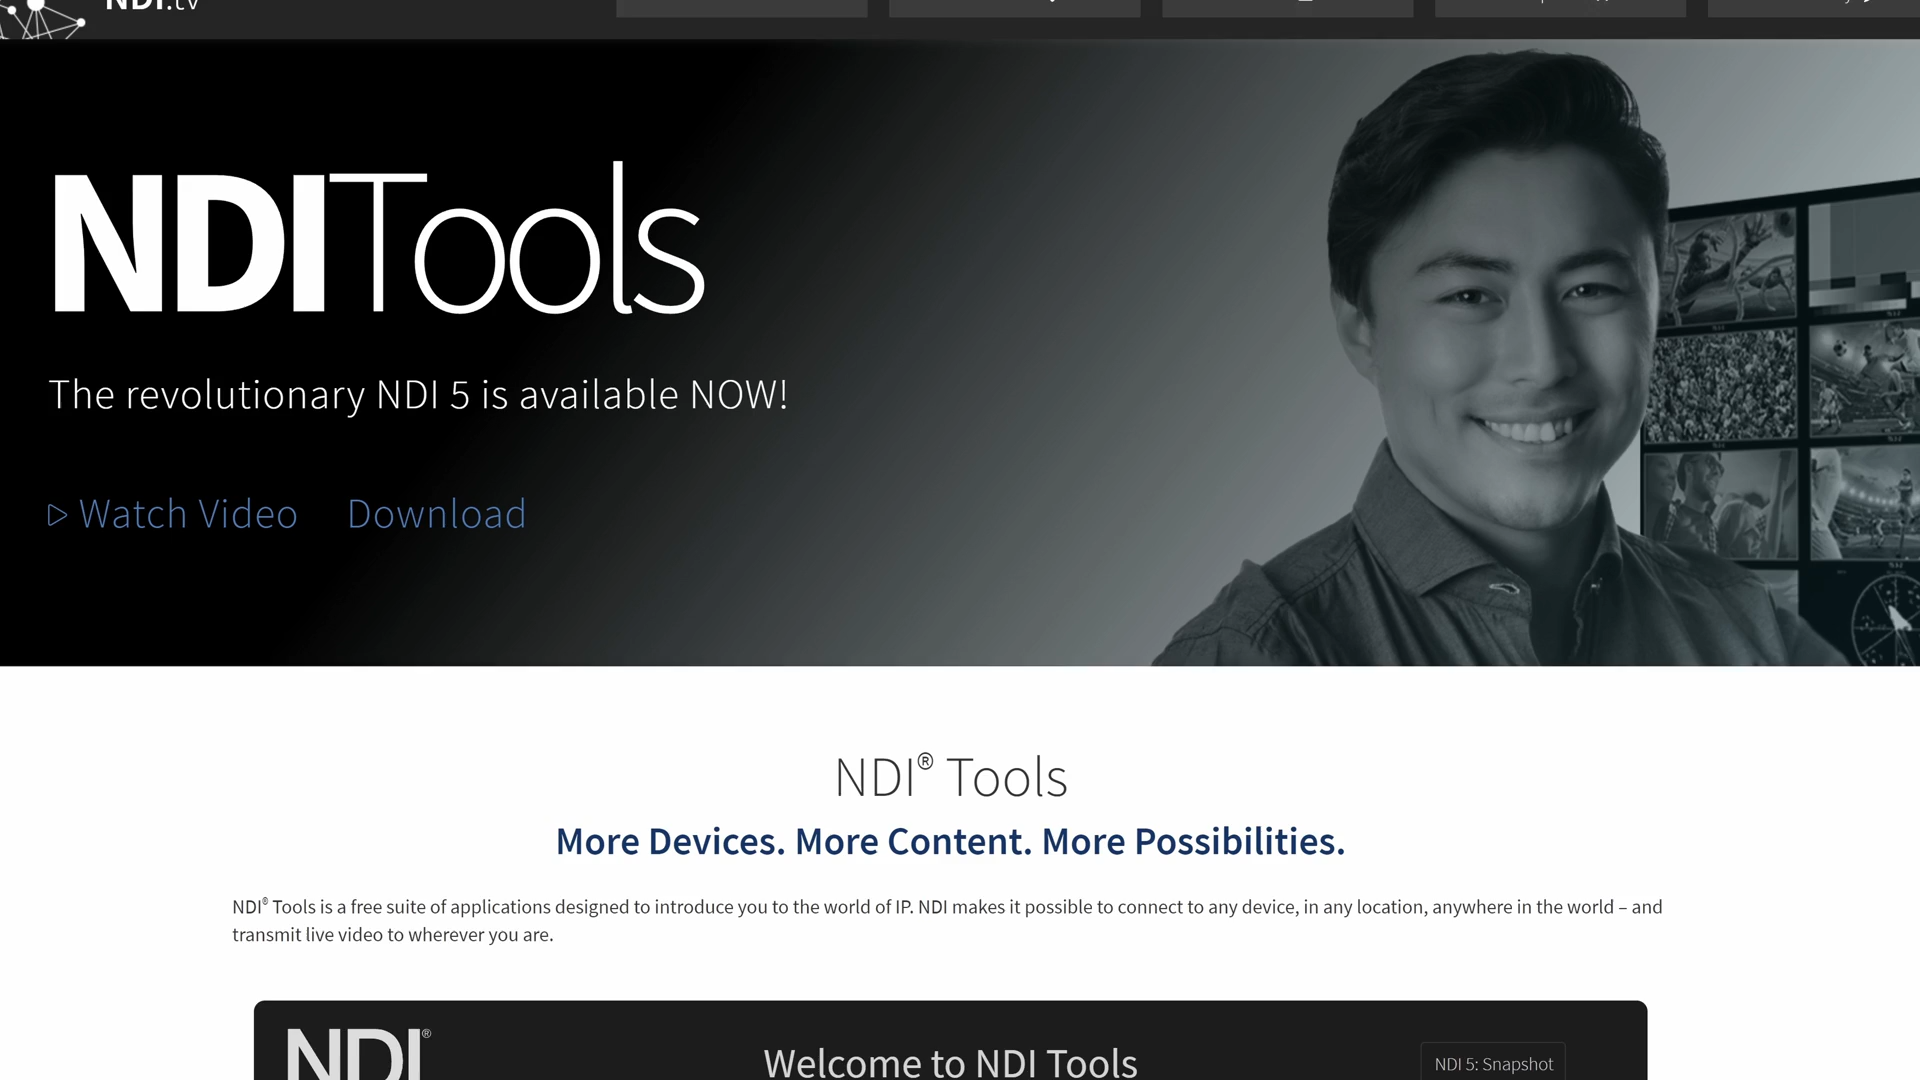 NDI.tv
NDITools
The revolutionary NDI 5 is available NOW!
Watch Video Download
NDI® Tools
More Devices. More Content. More Possibilities.
NDI® Tools is a free suite of applications designed to introduce you to the world of IP. NDI makes it possible to connect to any device, in any location, anywhere in the world – and
transmit live video to wherever you are.
NDI®
Welcome to NDI Tools
NDI 5: Snapshot